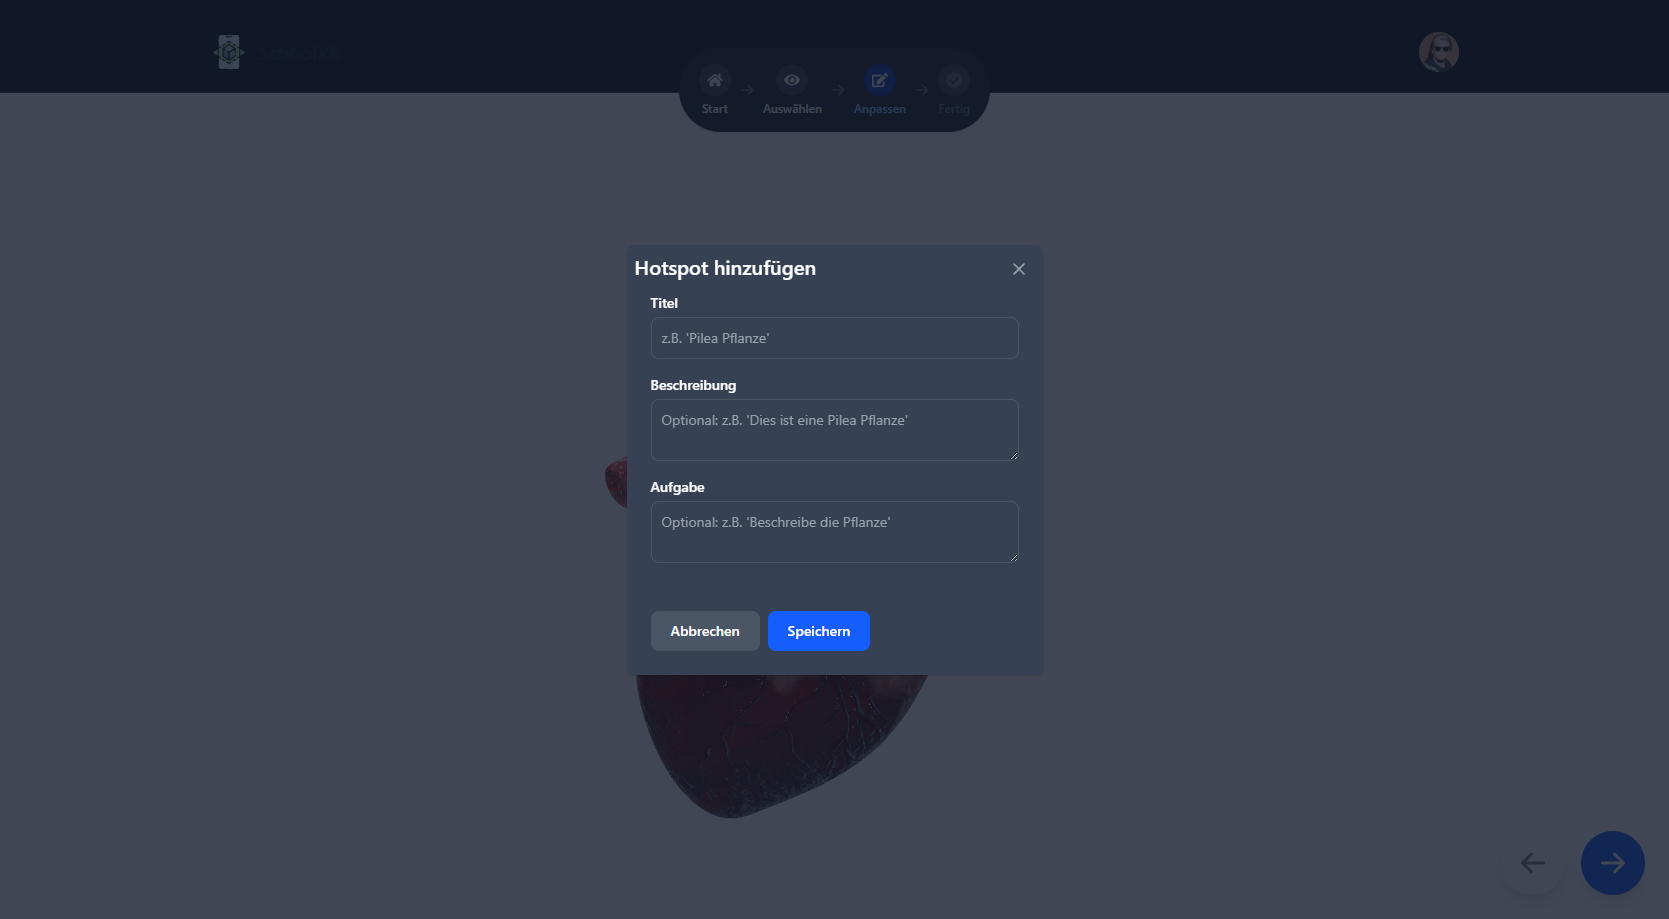 Start
Auswählen
Anpassen
Fertig
Hotspot hinzufügen
Titel
z.B. 'Pilea Pflanze'
Beschreibung
Optional: z.B. 'Dies ist eine Pilea Pflanze'
Aufgabe
Optional: z.B. 'Beschreibe die Pflanze'
Abbrechen
Speichern